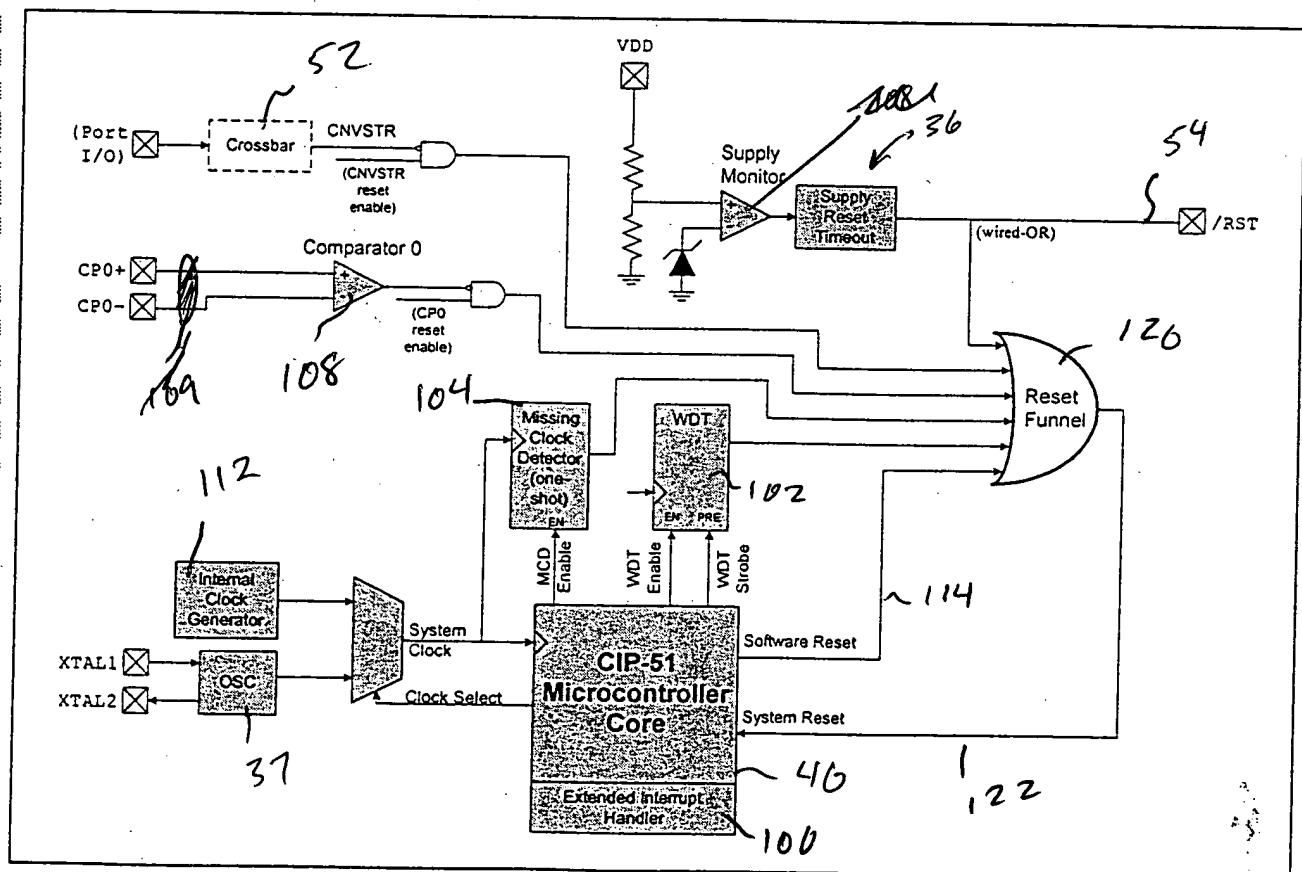 52
VDD
(Port
I/O)
Crossbar
CNVSTR
(CNVSTR
reset
enable)
Supply
Monitor
+
-
36
Supply
Reset
Timeout
54
(wired-OR)
/RST
Comparator 0
CP0+
CP0-
+
-
(CP0
reset
enable)
109
108
120
Reset
Funnel
104
Missing
Clock
Detector
(one-
shot)
EN
WDT
102
EN PRE
MCD
Enable
WDT
Enable
WDT
Strobe
112
Internal
Clock
Generator
System
Clock
114
Software Reset
XTAL1
XTAL2
OSC
37
Clock Select
CIP-51
Microcontroller
Core
System Reset
122
40
Extended Interrupt
Handler
100